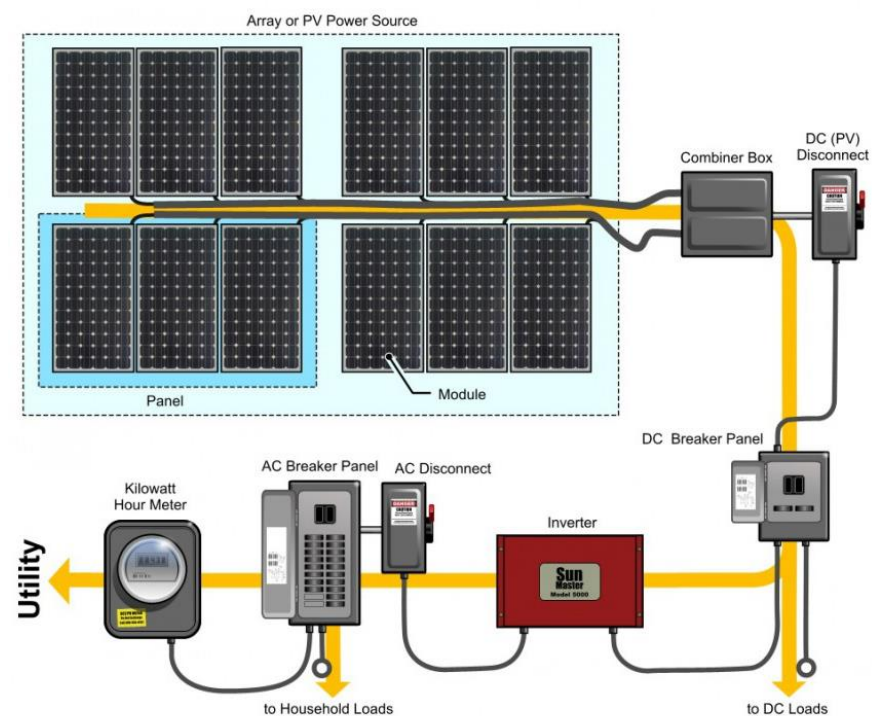 Array or PV Power Source
Combiner Box
DC (PV)
Disconnect
DANGER
Panel
Module
DC Breaker Panel
Kilowatt
Hour Meter
AC Breaker Panel
AC Disconnect
DANGER
Inverter
Utility
Sun
Master
Model 5000
to Household Loads
to DC Loads